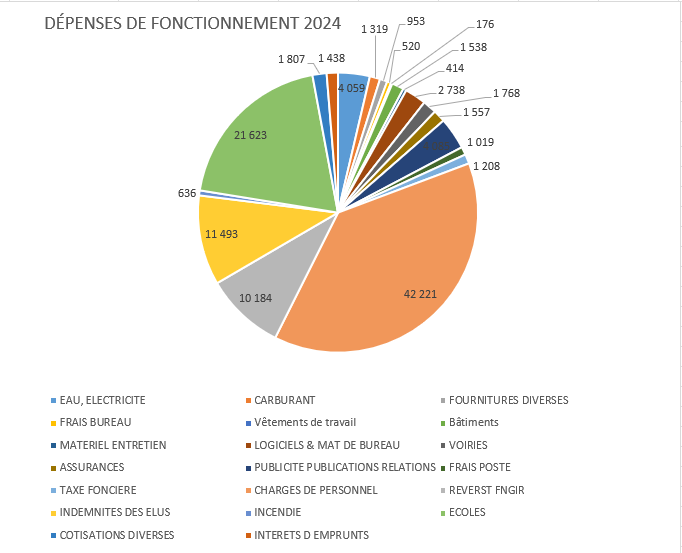 DÉPENSES DE FONCTIONNEMENT 2024
1 807
1 438
4 059
1 319
953
520
176
1 538
414
2 738
1 768
1 557
1 019
1 208
42 221
10 184
11 493
636
21 623
EAU, ELECTRICITE
CARBURANT
FOURNITURES DIVERSES
FRAIS BUREAU
Vêtements de travail
Bâtiments
MATERIEL ENTRETIEN
LOGICIELS & MAT DE BUREAU
VOIRIES
ASSURANCES
PUBLICITE PUBLICATIONS RELATIONS
FRAIS POSTE
TAXE FONCIERE
CHARGES DE PERSONNEL
REVERST FNGIR
INDEMNITES DES ELUS
INCENDIE
ECOLES
COTISATIONS DIVERSES
INTERETS D EMPRUNTS